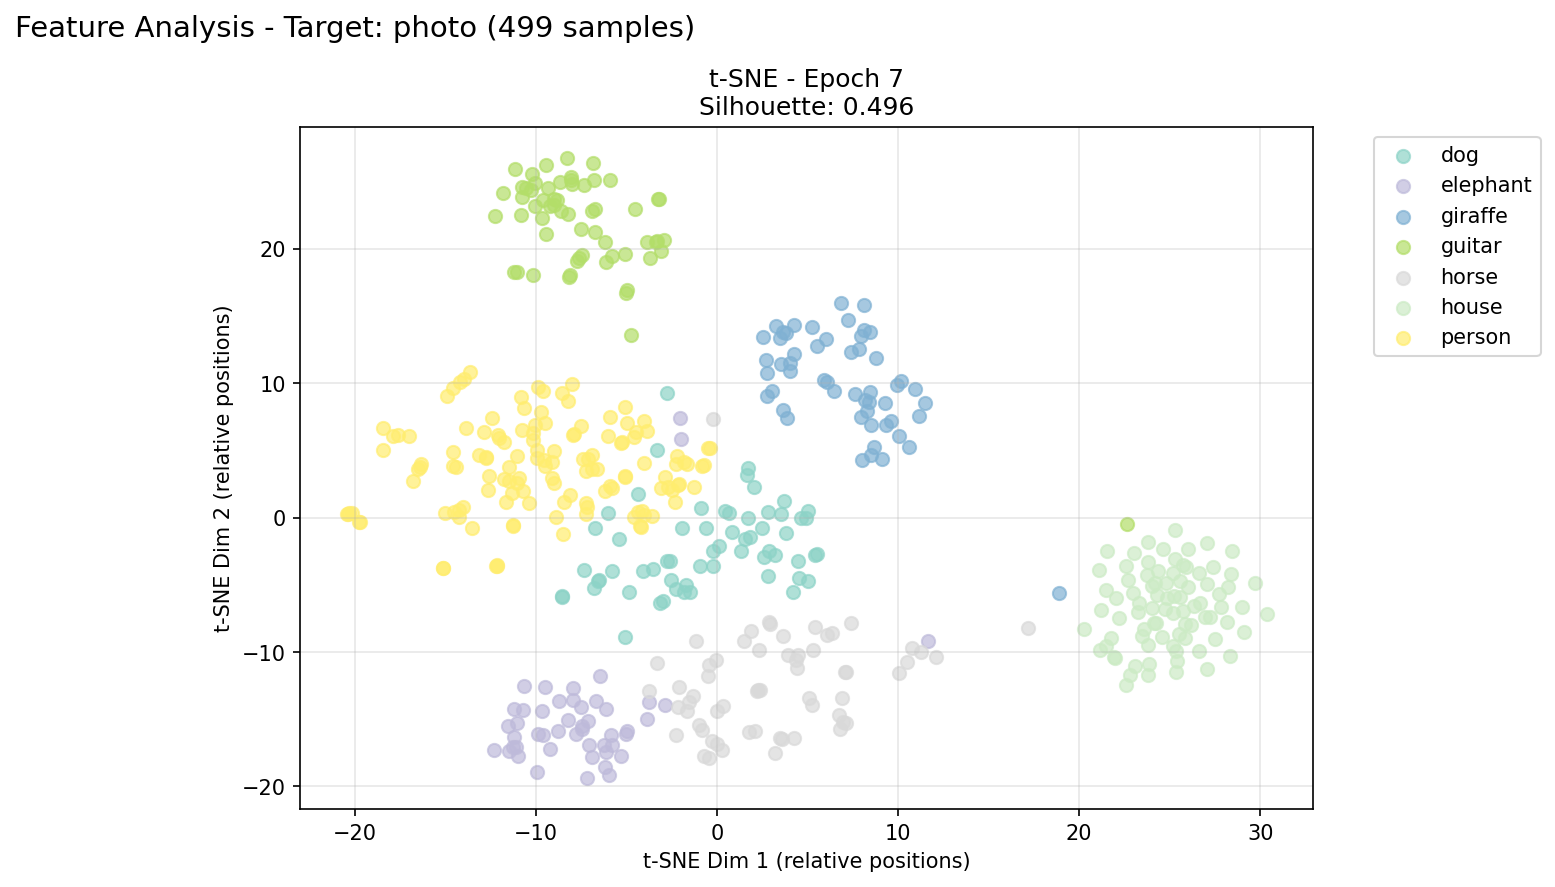 Feature Analysis - Target: photo (499 samples)
t-SNE - Epoch 7
Silhouette: 0.496
dog
elephant
giraffe
guitar
horse
house
person
t-SNE Dim 2 (relative positions)
20
10
0
−10
−20
−20
−10
0
10
20
30
t-SNE Dim 1 (relative positions)